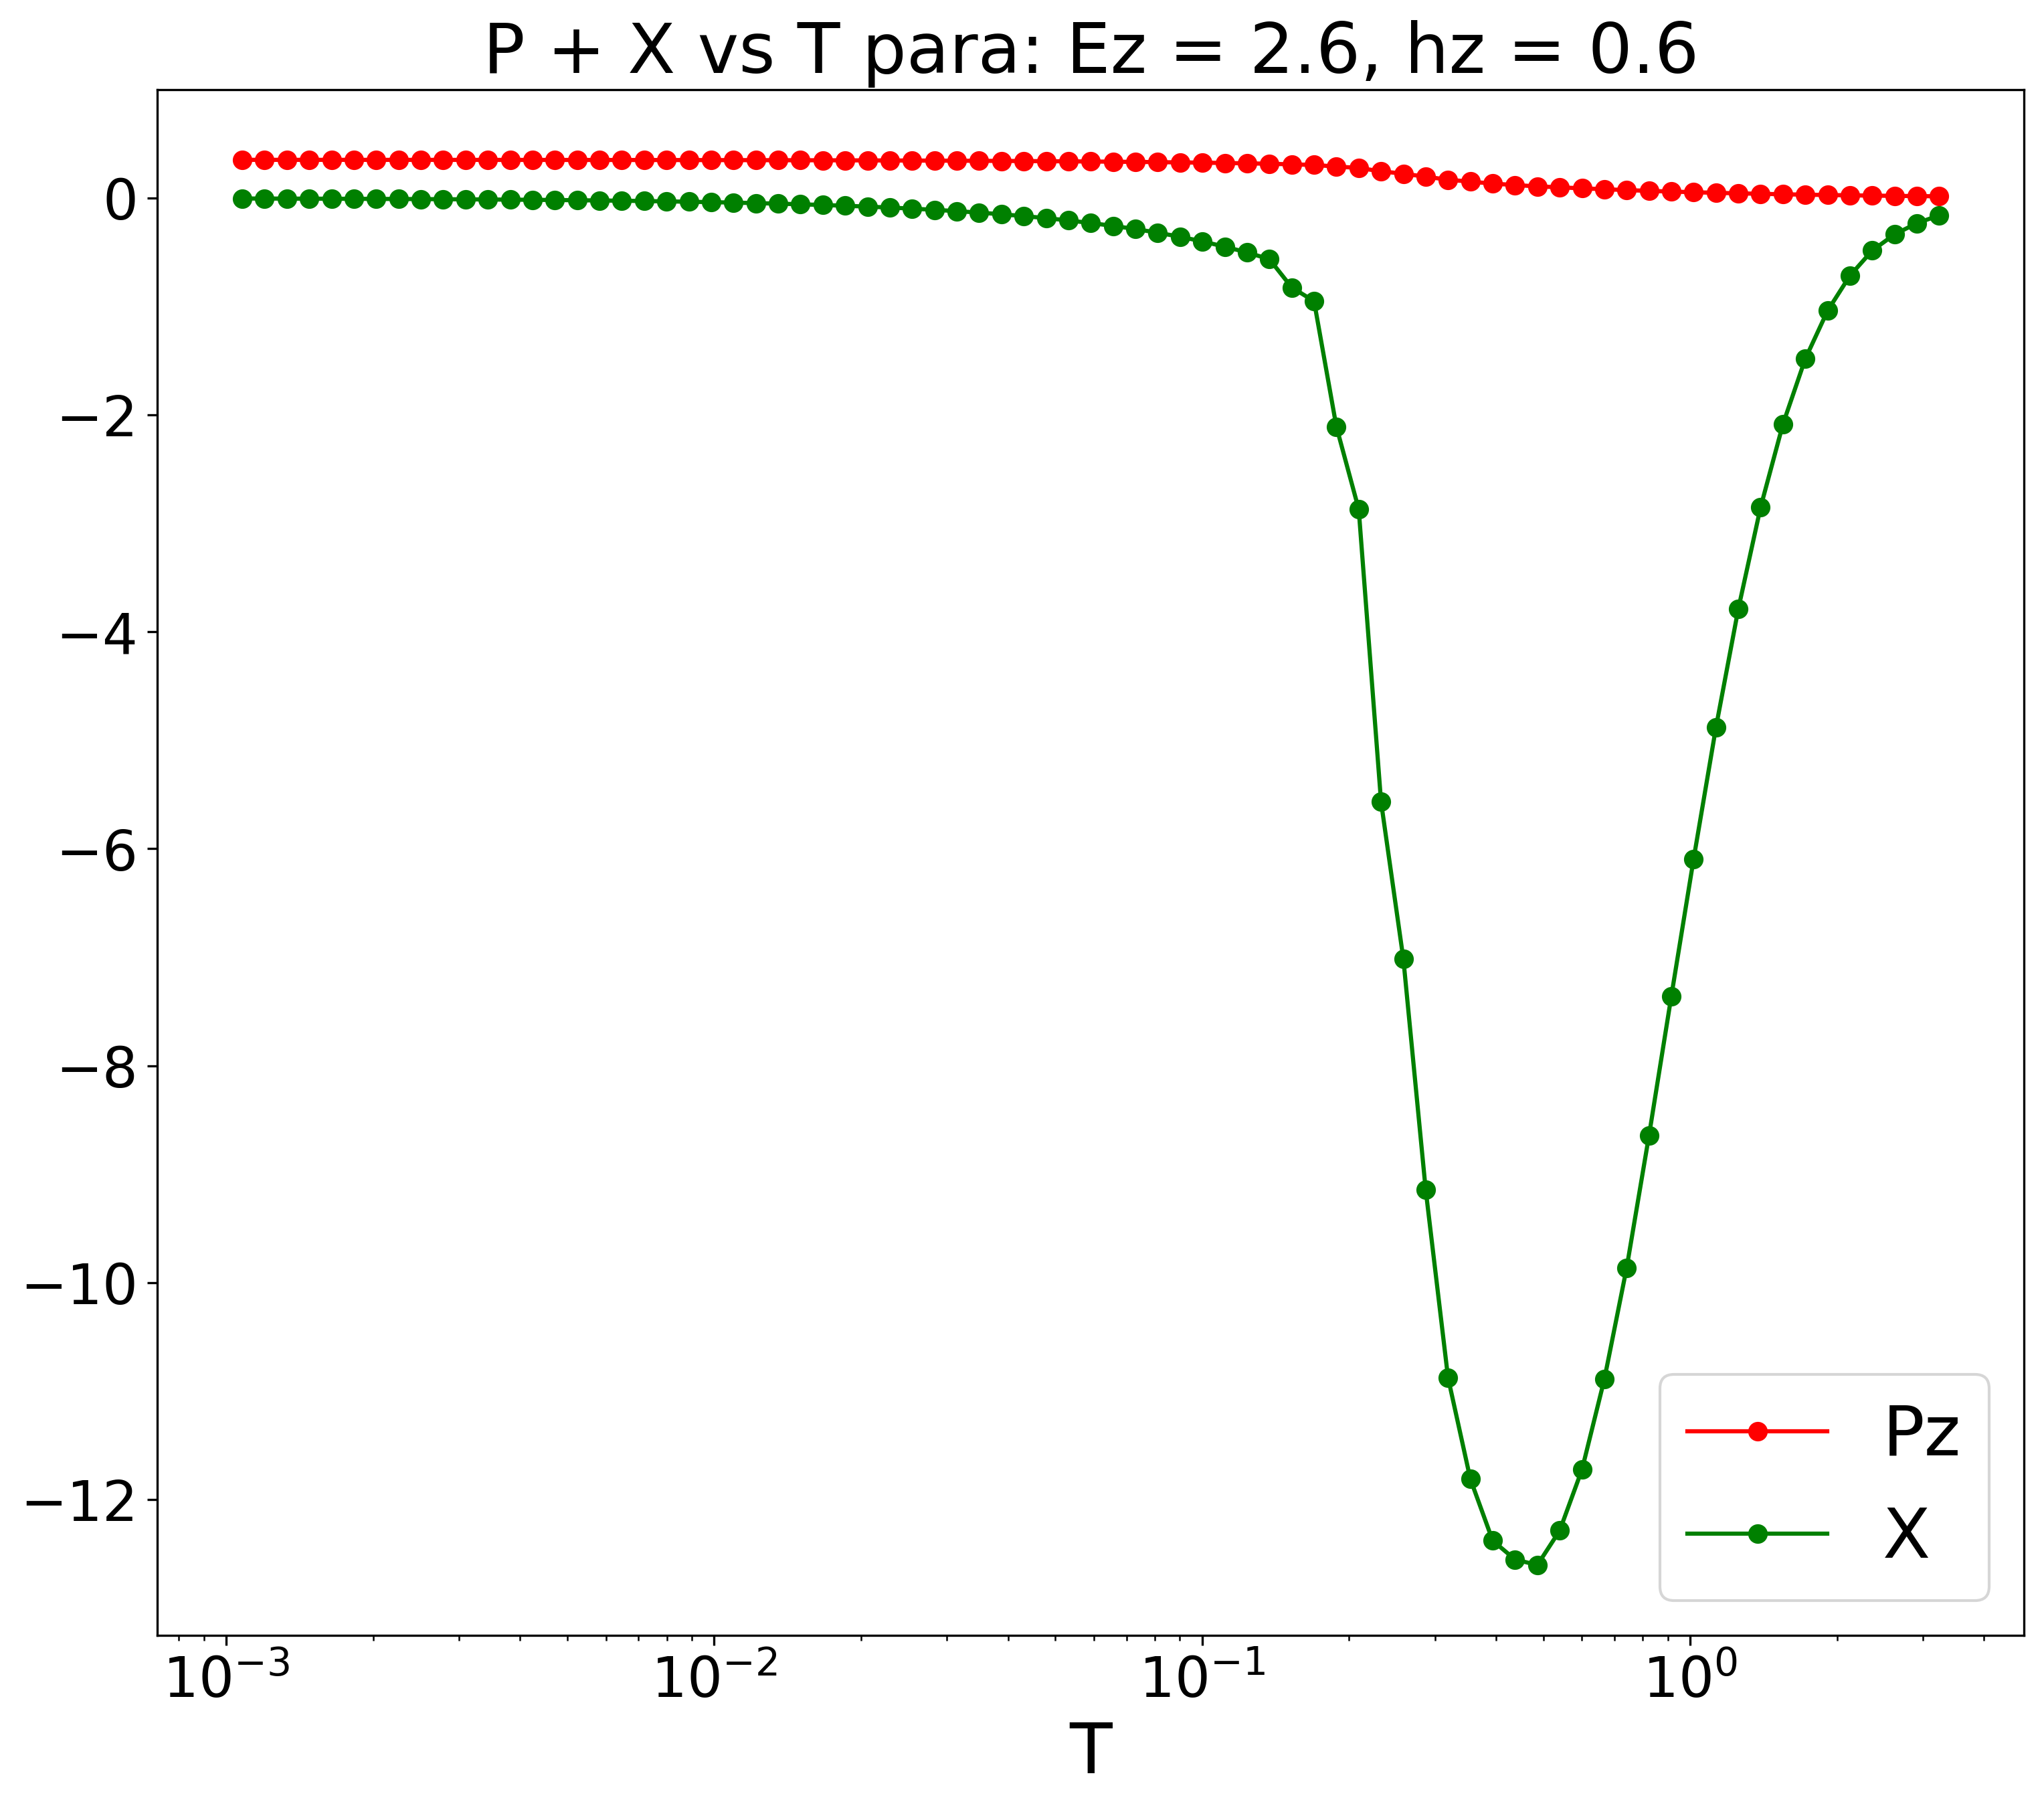 P + X vs T para: Ez = 2.6, hz = 0.6
0
−2
−4
−6
−8
−10
−12
10⁻³ 10⁻² 10⁻¹ 10⁰
T
Pz
X